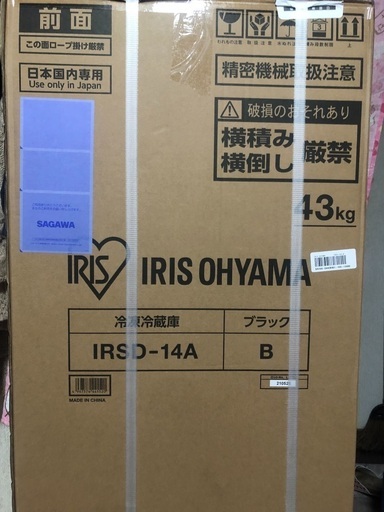 前面
この面ロープ掛け厳禁
日本国内専用
Use only in Japan
精密機械取扱注意
破損のおそれあり
横積み
横倒し
厳禁
43kg
SAGAWA
IRIS IRIS OHYAMA
冷凍冷蔵庫 ブラック
IRSD-14A B
MADE IN CHINA